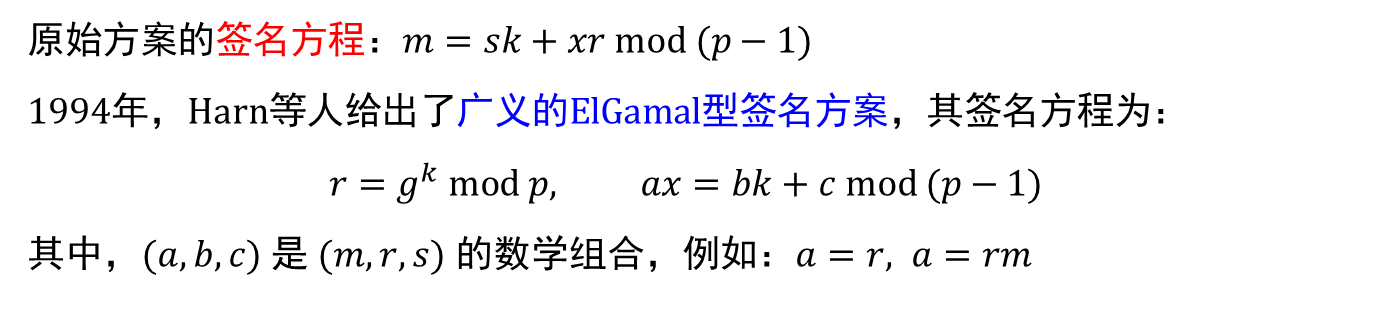 原始方案的签名方程：m = sk + xr mod (p − 1)
1994年，Harn等人给出了广义的ElGamal型签名方案，其签名方程为：
r = g^k mod p, ax = bk + c mod (p − 1)
其中，(a, b, c) 是 (m, r, s) 的数学组合，例如：a = r, a = rm